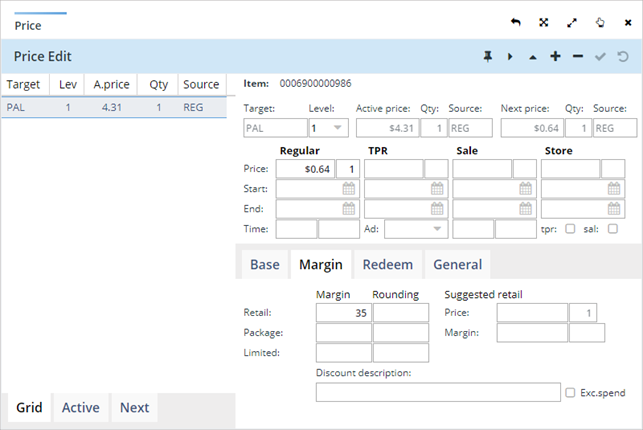 Price
Price Edit
Target Lev A.price Qty Source
PAL 1 4.31 1 REG
Item: 0006900000986
Target: Level: Active price: Qty: Source: Next price: Qty: Source:
PAL 1 $4.31 1 REG $0.64 1 REG
Regular TPR Sale Store
Price: $0.64 1
Start:
End:
Time: Ad: tpr: sal:
Base Margin Redeem General
Margin Rounding Suggested retail
Retail: 35 Price: 1
Package: Margin:
Limited:
Discount description:
Exc.spend
Grid Active Next